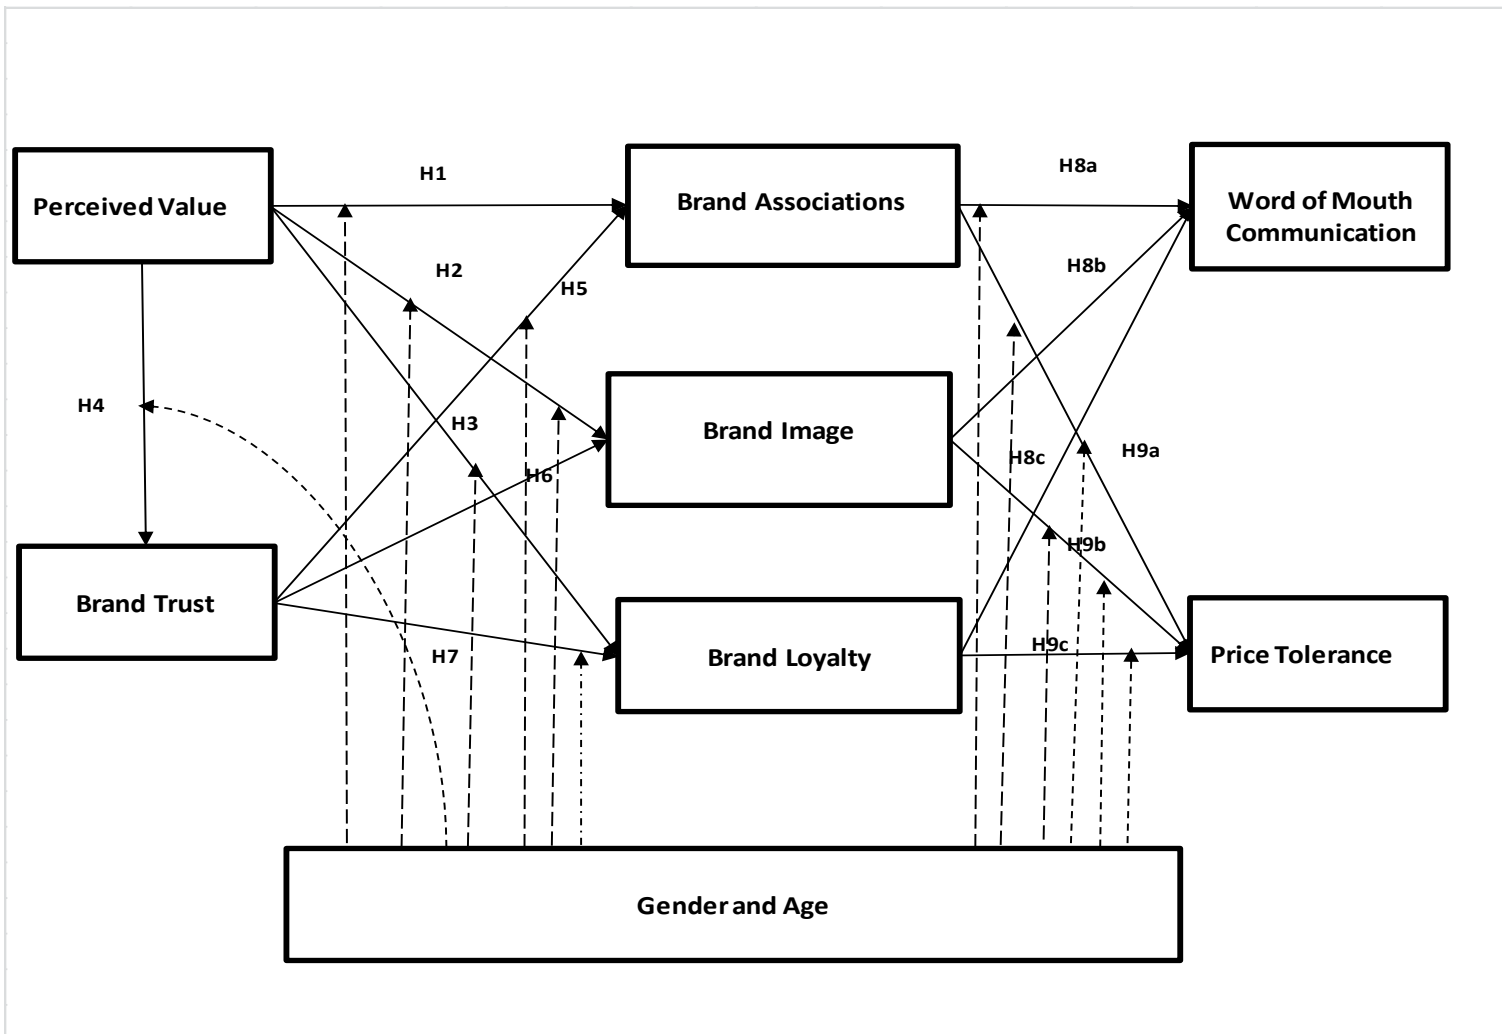 H1
H8a
Perceived Value
Brand Associations
Word of Mouth
Communication
H2
H5
H8b
H4
H3
Brand Image
H6
H8c
H9a
H9b
Brand Trust
H7
Brand Loyalty
H9c
Price Tolerance
Gender and Age